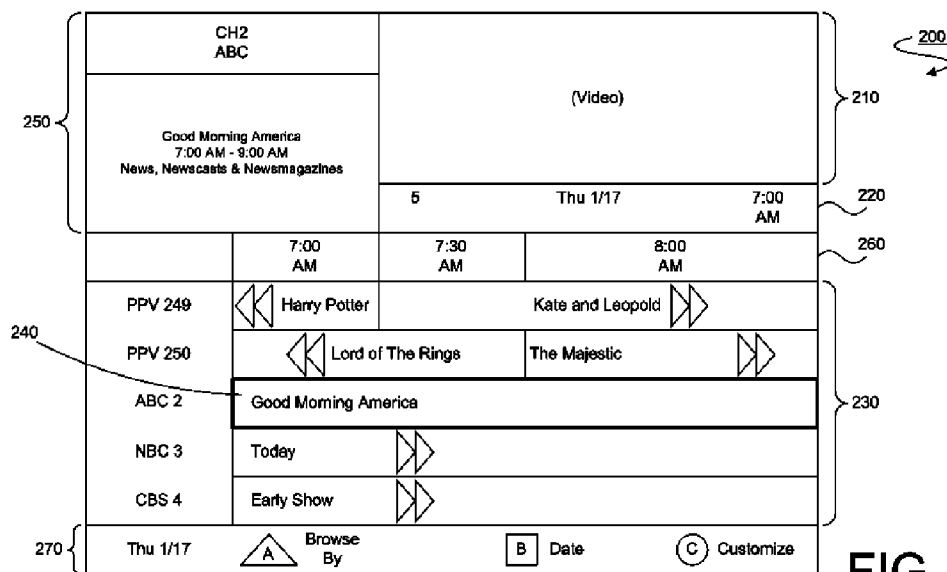 CH2
ABC
200
(Video)
210
250
Good Morning America
7:00 AM - 9:00 AM
News, Newscasts & Newsmagazines
5 Thu 1/17 7:00
AM
220
7:00
AM
7:30
AM
8:00
AM
260
PPV 249 Harry Potter Kate and Leopold
240
PPV 250 Lord of The Rings The Majestic
ABC 2 Good Morning America
230
NBC 3 Today
CBS 4 Early Show
270 Thu 1/17 A Browse
By
B Date C Customize
FIG